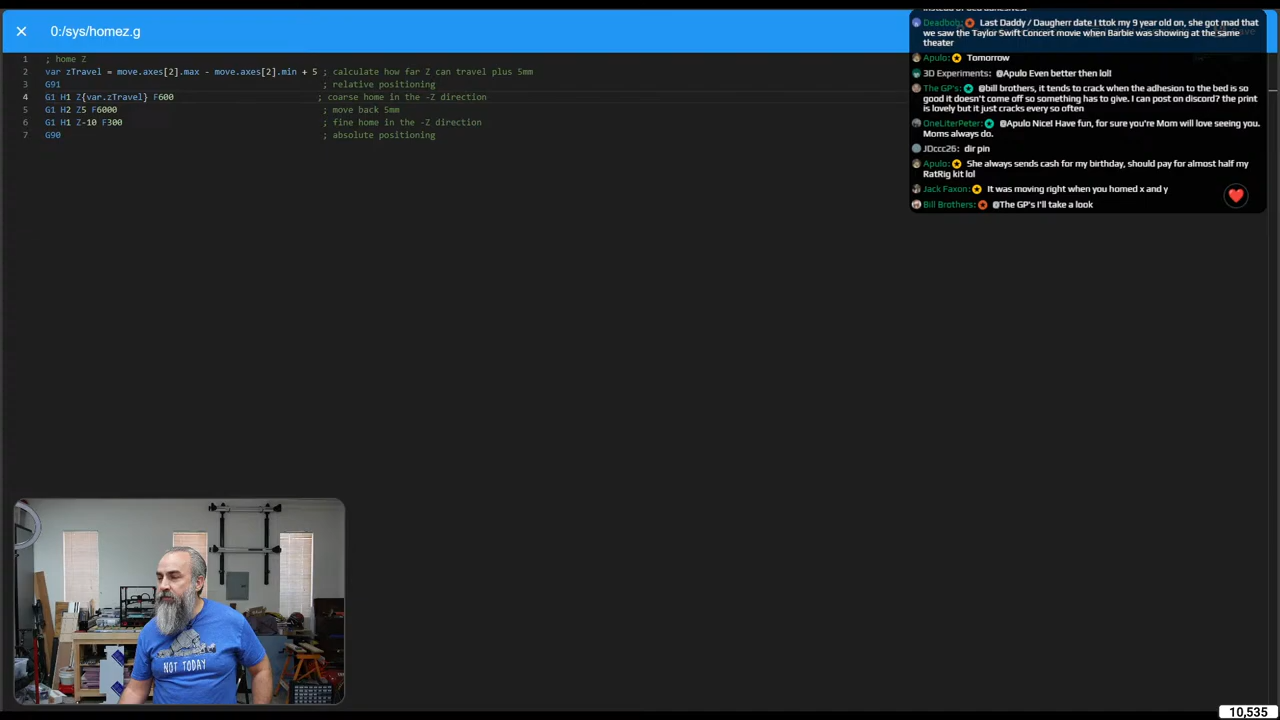 0:/sys/homez.g
1 ; home Z
2 var zTravel = move.axes[2].max - move.axes[2].min + 5 ; calculate how far Z can travel plus 5mm
3 G91 ; relative positioning
4 G1 H1 Z{var.zTravel} F600 ; coarse home in the -Z direction
5 G1 H2 Z5 F6000 ; move back 5mm
6 G1 H1 Z-10 F300 ; fine home in the -Z direction
7 G90 ; absolute positioning
Deadbob: Last Daddy / Daugherr date I ttok my 9 year old on, she got mad that
we saw the Taylor Swift Concert movie when Barbie was showing at the same
theater
Apulo: Tomorrow
3D Experiments: @Apulo Even better then lol!
The GP's: @bill brothers, it tends to crack when the adhesion to the bed is so
good it doesn't come off so something has to give. I can post on discord? the print
is lovely but it just cracks every so often
OneLiterPeter: @Apulo Nice! Have fun, for sure you're Mom will love seeing you.
Moms always do.
JDccc26: dir pin
Apulo: She always sends cash for my birthday, should pay for almost half my
RatRig kit lol
Jack Faxon: It was moving right when you homed x and y
Bill Brothers: @The GP's I'll take a look
NOT TODAY
10,535